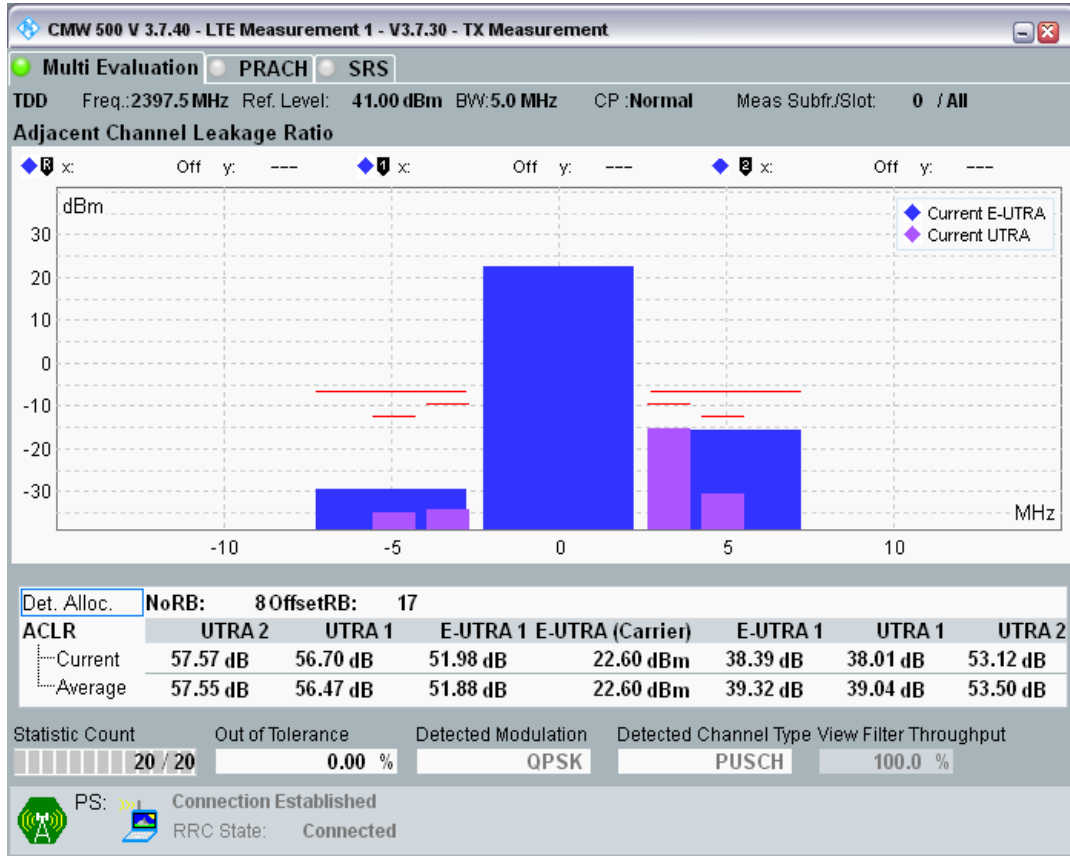 CMW 500 V 3.7.40 - LTE Measurement 1 - V3.7.30 - TX Measurement
Multi Evaluation PRACH SRS
TDD Freq.:2397.5 MHz Ref. Level: 41.00 dBm BW:5.0 MHz CP :Normal Meas Subfr./Slot: 0 / All
Adjacent Channel Leakage Ratio
R x: Off y: --- 1 x: Off y: --- 2 x: Off y: ---
dBm
Current E-UTRA
Current UTRA
30
20
10
0
-10
-20
-30
MHz
-10 -5 0 5 10
Det. Alloc. NoRB: 8 OffsetRB: 17
ACLR UTRA 2 UTRA 1 E-UTRA 1 E-UTRA (Carrier) E-UTRA 1 UTRA 1 UTRA 2
Current 57.57 dB 56.70 dB 51.98 dB 22.60 dBm 38.39 dB 38.01 dB 53.12 dB
Average 57.55 dB 56.47 dB 51.88 dB 22.60 dBm 39.32 dB 39.04 dB 53.50 dB
Statistic Count Out of Tolerance Detected Modulation Detected Channel Type View Filter Throughput
20 / 20 0.00 % QPSK PUSCH 100.0 %
PS: Connection Established
RRC State: Connected